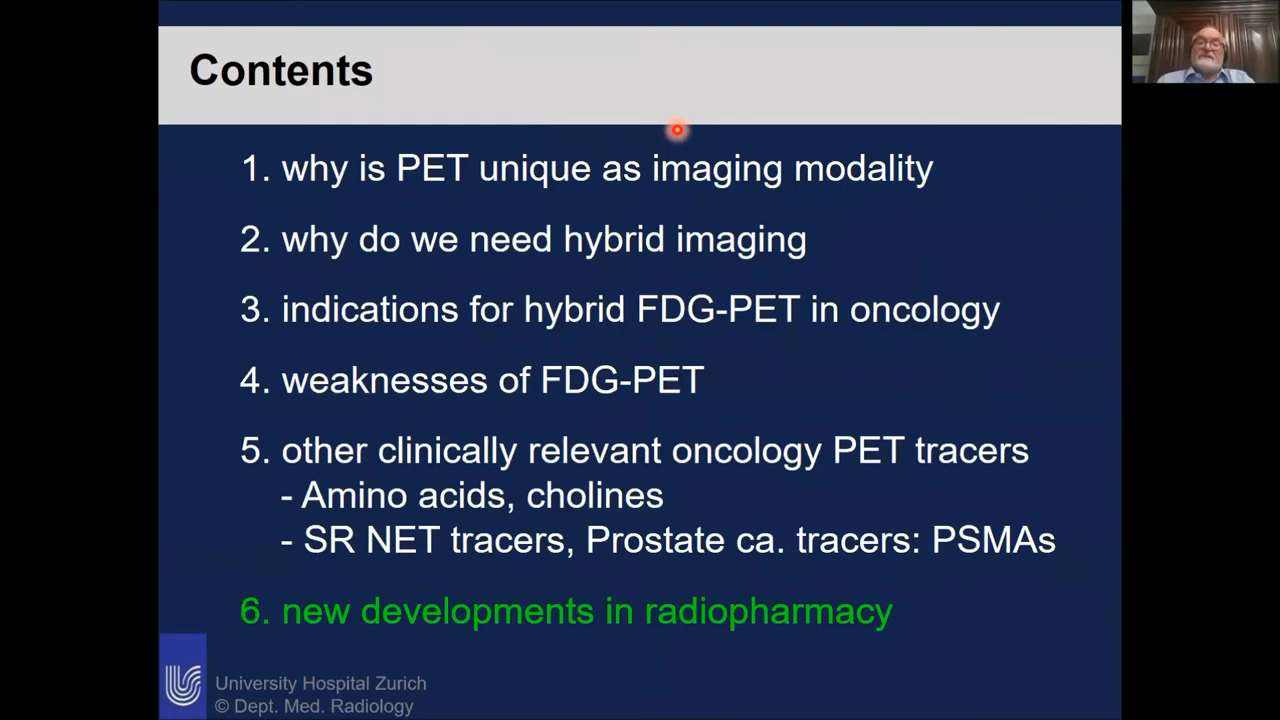 Contents
1. why is PET unique as imaging modality
2. why do we need hybrid imaging
3. indications for hybrid FDG-PET in oncology
4. weaknesses of FDG-PET
5. other clinically relevant oncology PET tracers
- Amino acids, cholines
- SR NET tracers, Prostate ca. tracers: PSMAs
6. new developments in radiopharmacy
University Hospital Zurich
© Dept. Med. Radiology